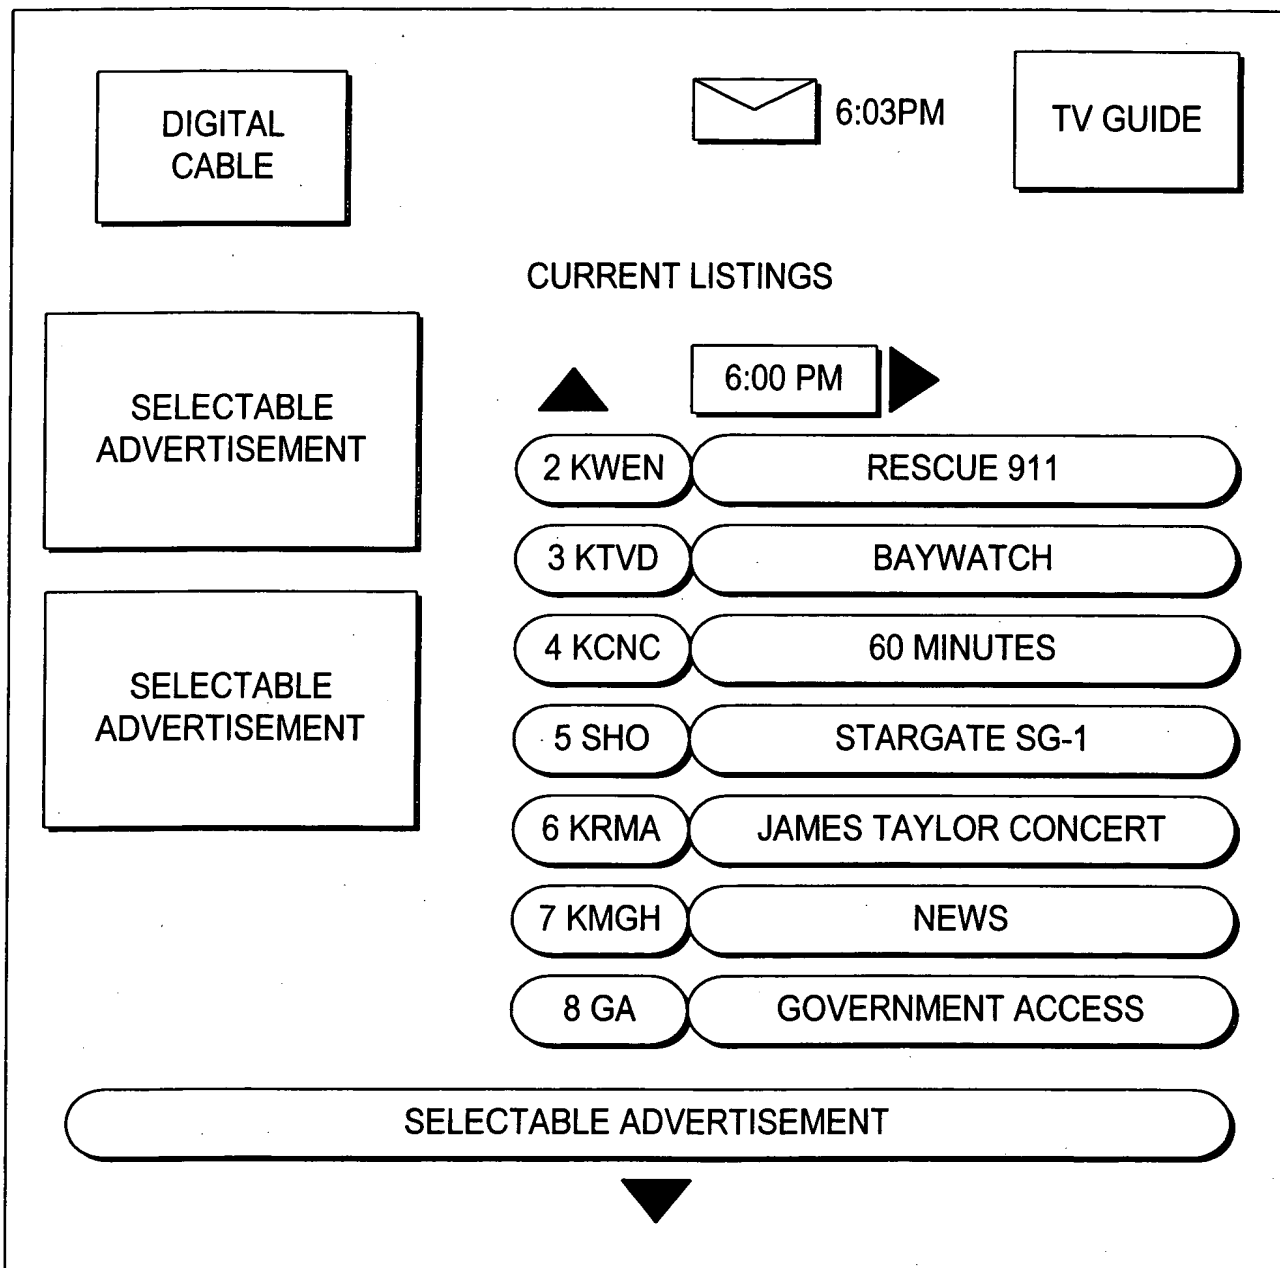 DIGITAL
CABLE
6:03PM
TV GUIDE
CURRENT LISTINGS
SELECTABLE
ADVERTISEMENT
6:00 PM
2 KWEN RESCUE 911
3 KTVD BAYWATCH
4 KCNC 60 MINUTES
SELECTABLE
ADVERTISEMENT
5 SHO STARGATE SG-1
6 KRMA JAMES TAYLOR CONCERT
7 KMGH NEWS
8 GA GOVERNMENT ACCESS
SELECTABLE ADVERTISEMENT